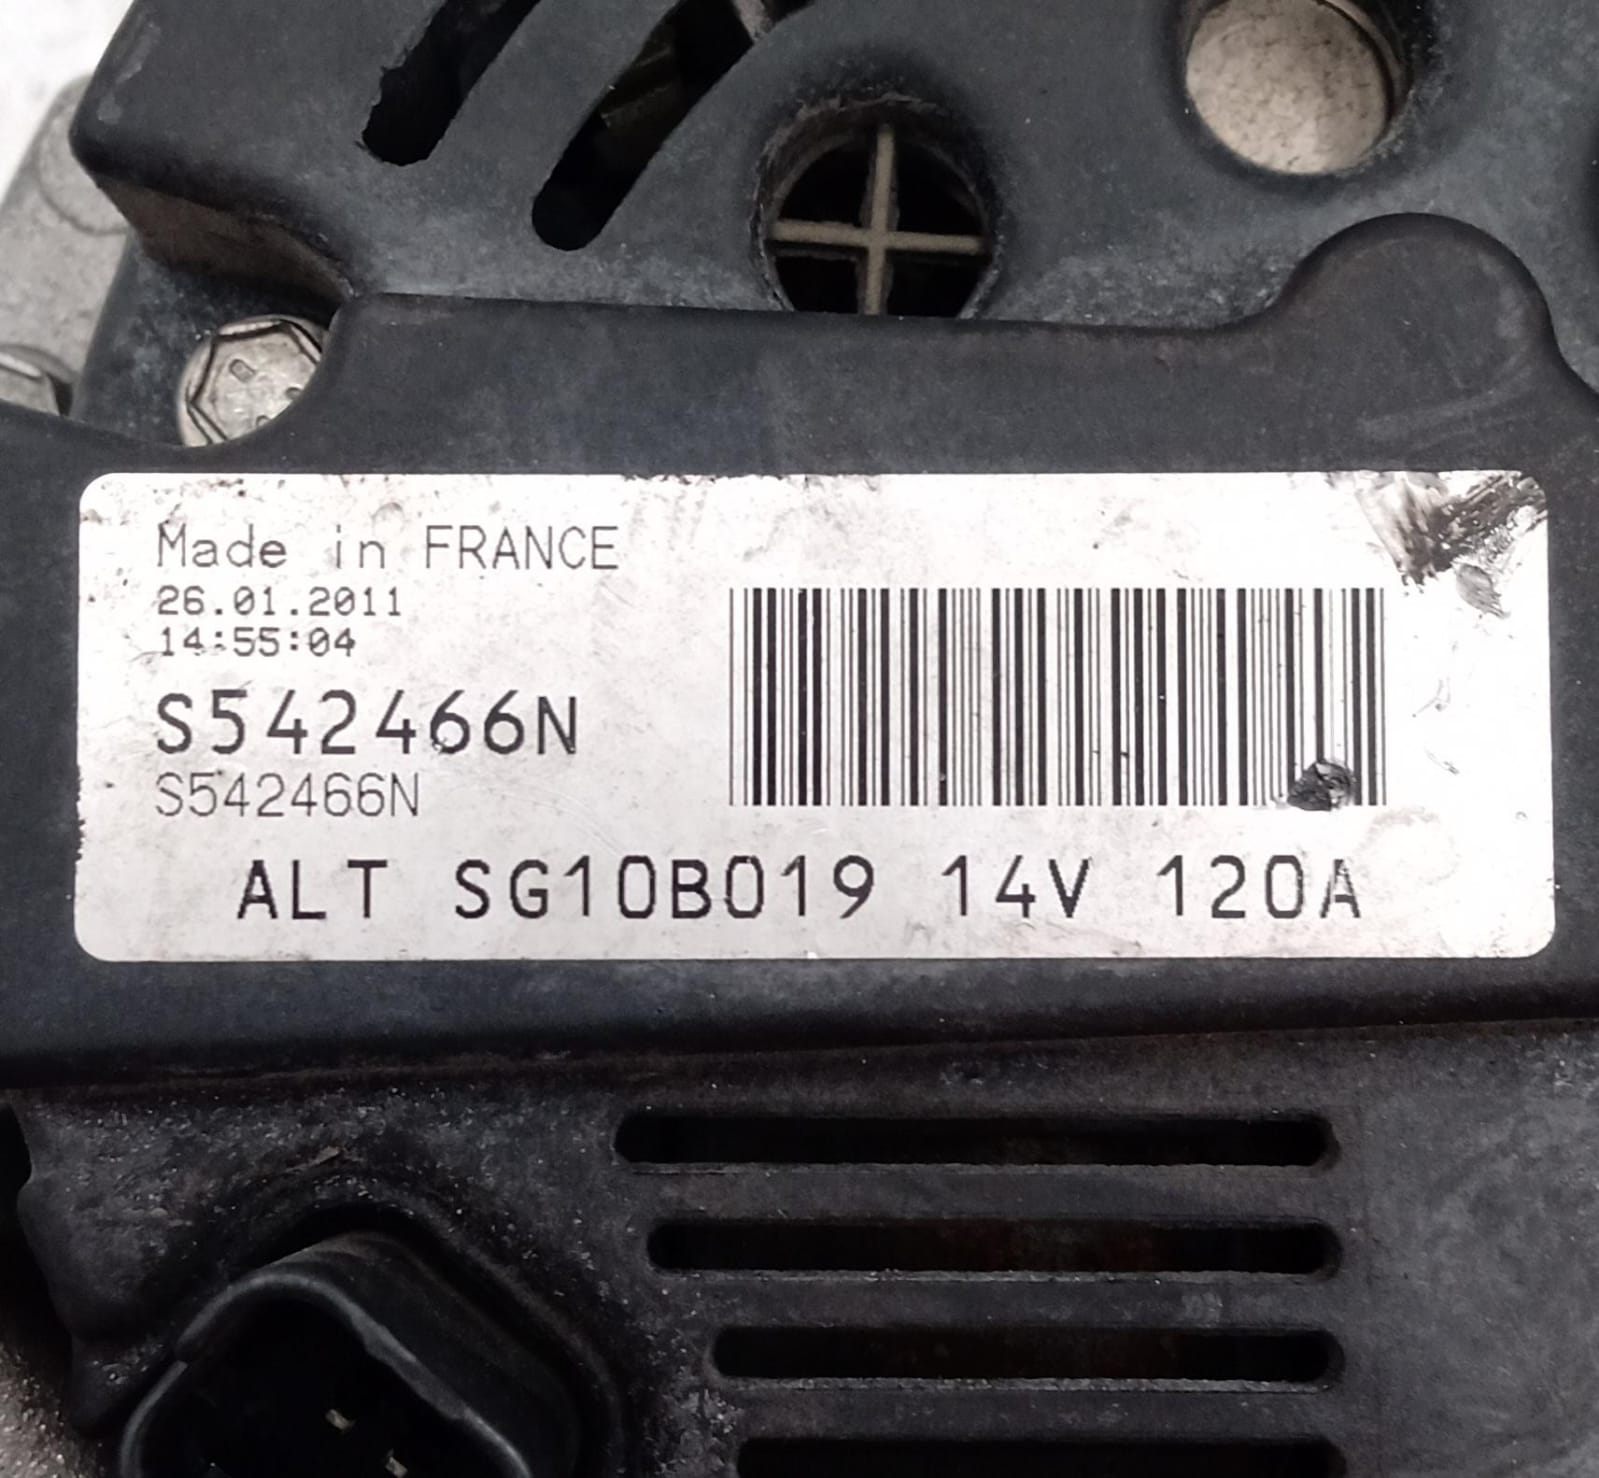 Made in FRANCE
26.01.2011
14:55:04
S542466N
S542466N
ALT SG10B019 14V 120A